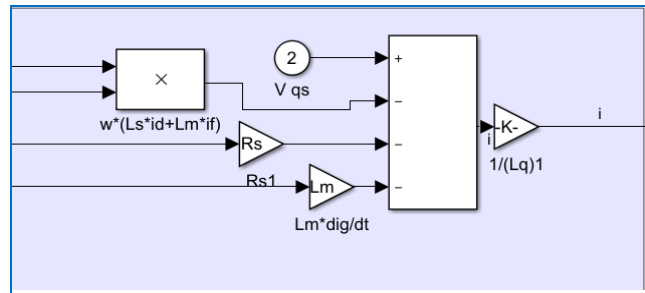 ×
w*(Ls*id+Lm*if)
2
V qs
+
−
−
−
Rs
Rs1
Lm
Lm*dig/dt
i
-K-
1/(Lq)1
i